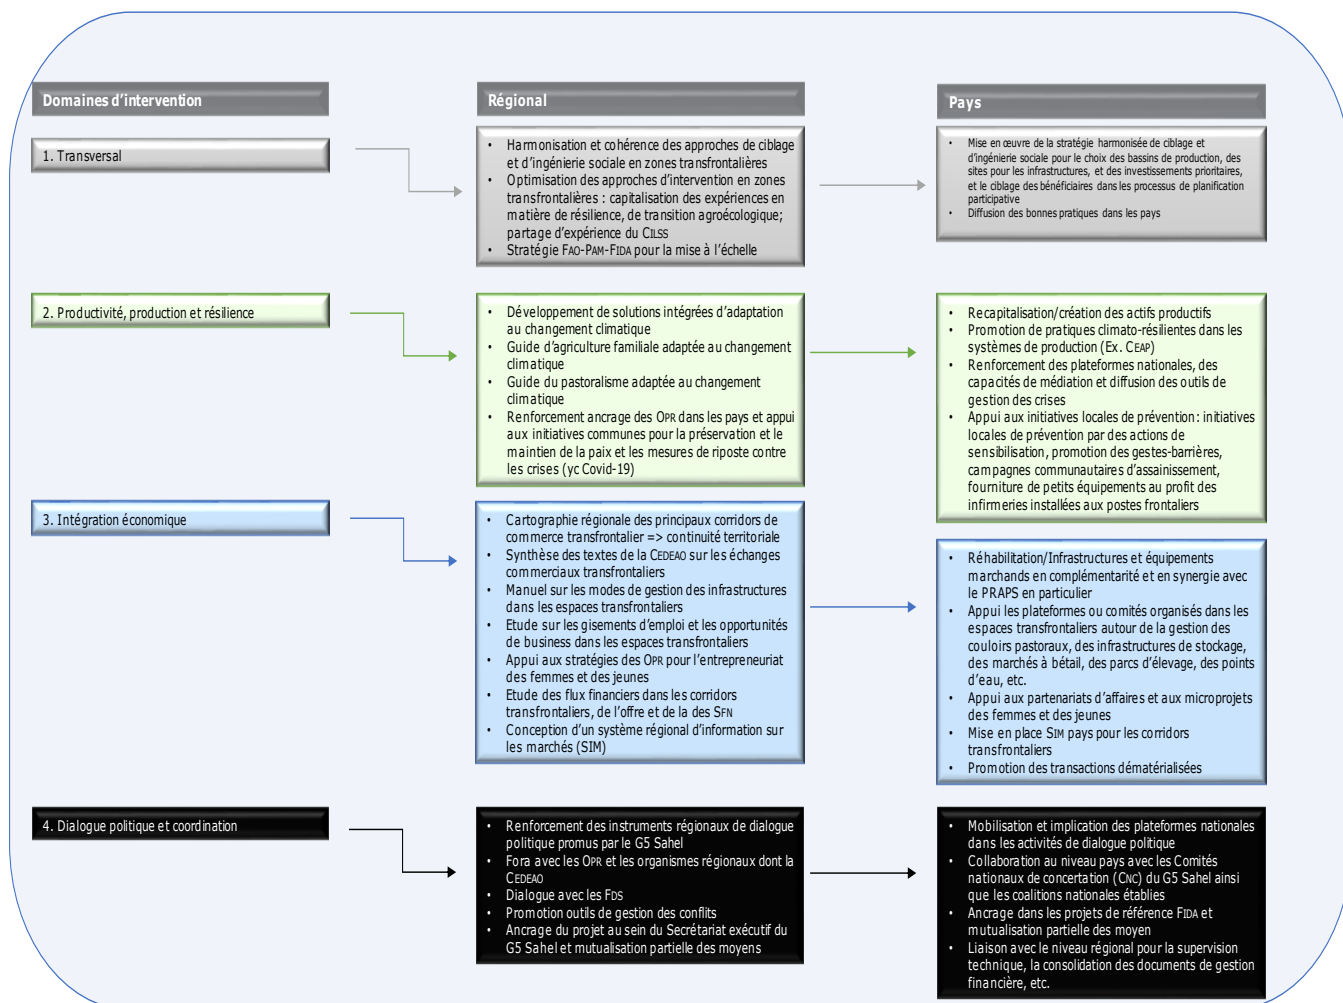 Domaines d'intervention
Régional
Pays
1. Transversal
• Harmonisation et cohérence des approches de ciblage
et d'ingénierie sociale en zones transfrontalières
• Optimisation des approches d'intervention en zones
transfrontalières : capitalisation des expériences en
matière de résilience, de transition agroécologique;
partage d'expérience du CILSS
• Stratégie FAO-PAM-FIDA pour la mise à l'échelle
• Mise en œuvre de la stratégie harmonisée de ciblage et
d'ingénierie sociale pour le choix des bassins de production, des
sites pour les infrastructures, et des investissements prioritaires,
et le ciblage des bénéficiaires dans les processus de planification
participative
• Diffusion des bonnes pratiques dans les pays
2. Productivité, production et résilience
• Développement de solutions intégrées d'adaptation
au changement climatique
• Guide d'agriculture familiale adaptée au changement
climatique
• Guide du pastoralisme adaptée au changement
climatique
• Renforcement ancrage des OPR dans les pays et appui
aux initiatives communes pour la préservation et le
maintien de la paix et les mesures de riposte contre
les crises (yc Covid-19)
• Recapitalisation/création des actifs productifs
• Promotion de pratiques climato-résilientes dans les
systèmes de production (Ex. CEAP)
• Renforcement des plateformes nationales, des
capacités de médiation et diffusion des outils de
gestion des crises
• Appui aux initiatives locales de prévention : initiatives
locales de prévention par des actions de
sensibilisation, promotion des gestes-barrières,
campagnes communautaires d'assainissement,
fourniture de petits équipements au profit des
infirmeries installées aux postes frontaliers
3. Intégration économique
• Cartographie régionale des principaux corridors de
commerce transfrontalier => continuité territoriale
• Synthèse des textes de la CEDEAO sur les échanges
commerciaux transfrontaliers
• Manuel sur les modes de gestion des infrastructures
dans les espaces transfrontaliers
• Etude sur les gisements d'emploi et les opportunités
de business dans les espaces transfrontaliers
• Appui aux stratégies des OPR pour l'entrepreneuriat
des femmes et des jeunes
• Etude des flux financiers dans les corridors
transfrontaliers, de l'offre et de la des SFN
• Conception d'un système régional d'information sur
les marchés (SIM)
• Réhabilitation/Infrastructures et équipements
marchands en complémentarité et en synergie avec
le PRAPS en particulier
• Appui les plateformes ou comités organisés dans les
espaces transfrontaliers autour de la gestion des
couloirs pastoraux, des infrastructures de stockage,
des marchés à bétail, des parcs d'élevage, des points
d'eau, etc.
• Appui aux partenariats d'affaires et aux microprojets
des femmes et des jeunes
• Mise en place SIM pays pour les corridors
transfrontaliers
• Promotion des transactions dématérialisées
4. Dialogue politique et coordination
• Renforcement des instruments régionaux de dialogue
politique promus par le G5 Sahel
• Fora avec les OPR et les organismes régionaux dont la
CEDEAO
• Dialogue avec les FDS
• Promotion outils de gestion des conflits
• Ancrage du projet au sein du Secrétariat exécutif du
G5 Sahel et mutualisation partielle des moyens
• Mobilisation et implication des plateformes nationales
dans les activités de dialogue politique
• Collaboration au niveau pays avec les Comités
nationaux de concertation (CNC) du G5 Sahel ainsi
que les coalitions nationales établies
• Ancrage dans les projets de référence FIDA et
mutualisation partielle des moyen
• Liaison avec le niveau régional pour la supervision
technique, la consolidation des documents de gestion
financière, etc.